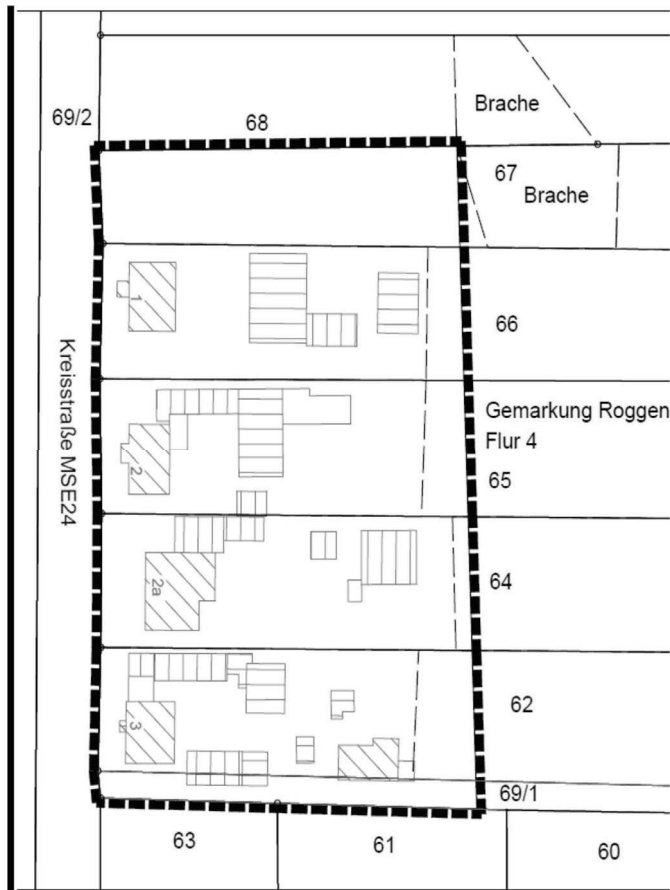 69/2
68
Brache
67
Brache
1
66
Kreisstraße MSE24
Gemarkung Roggen
Flur 4
2
65
2a
64
3
62
69/1
63
61
60